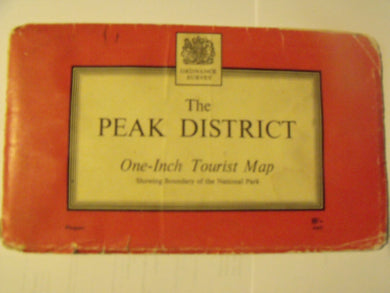 ORDNANCE
SURVEY
The
PEAK DISTRICT
One-Inch Tourist Map
Showing Boundary of the National Park